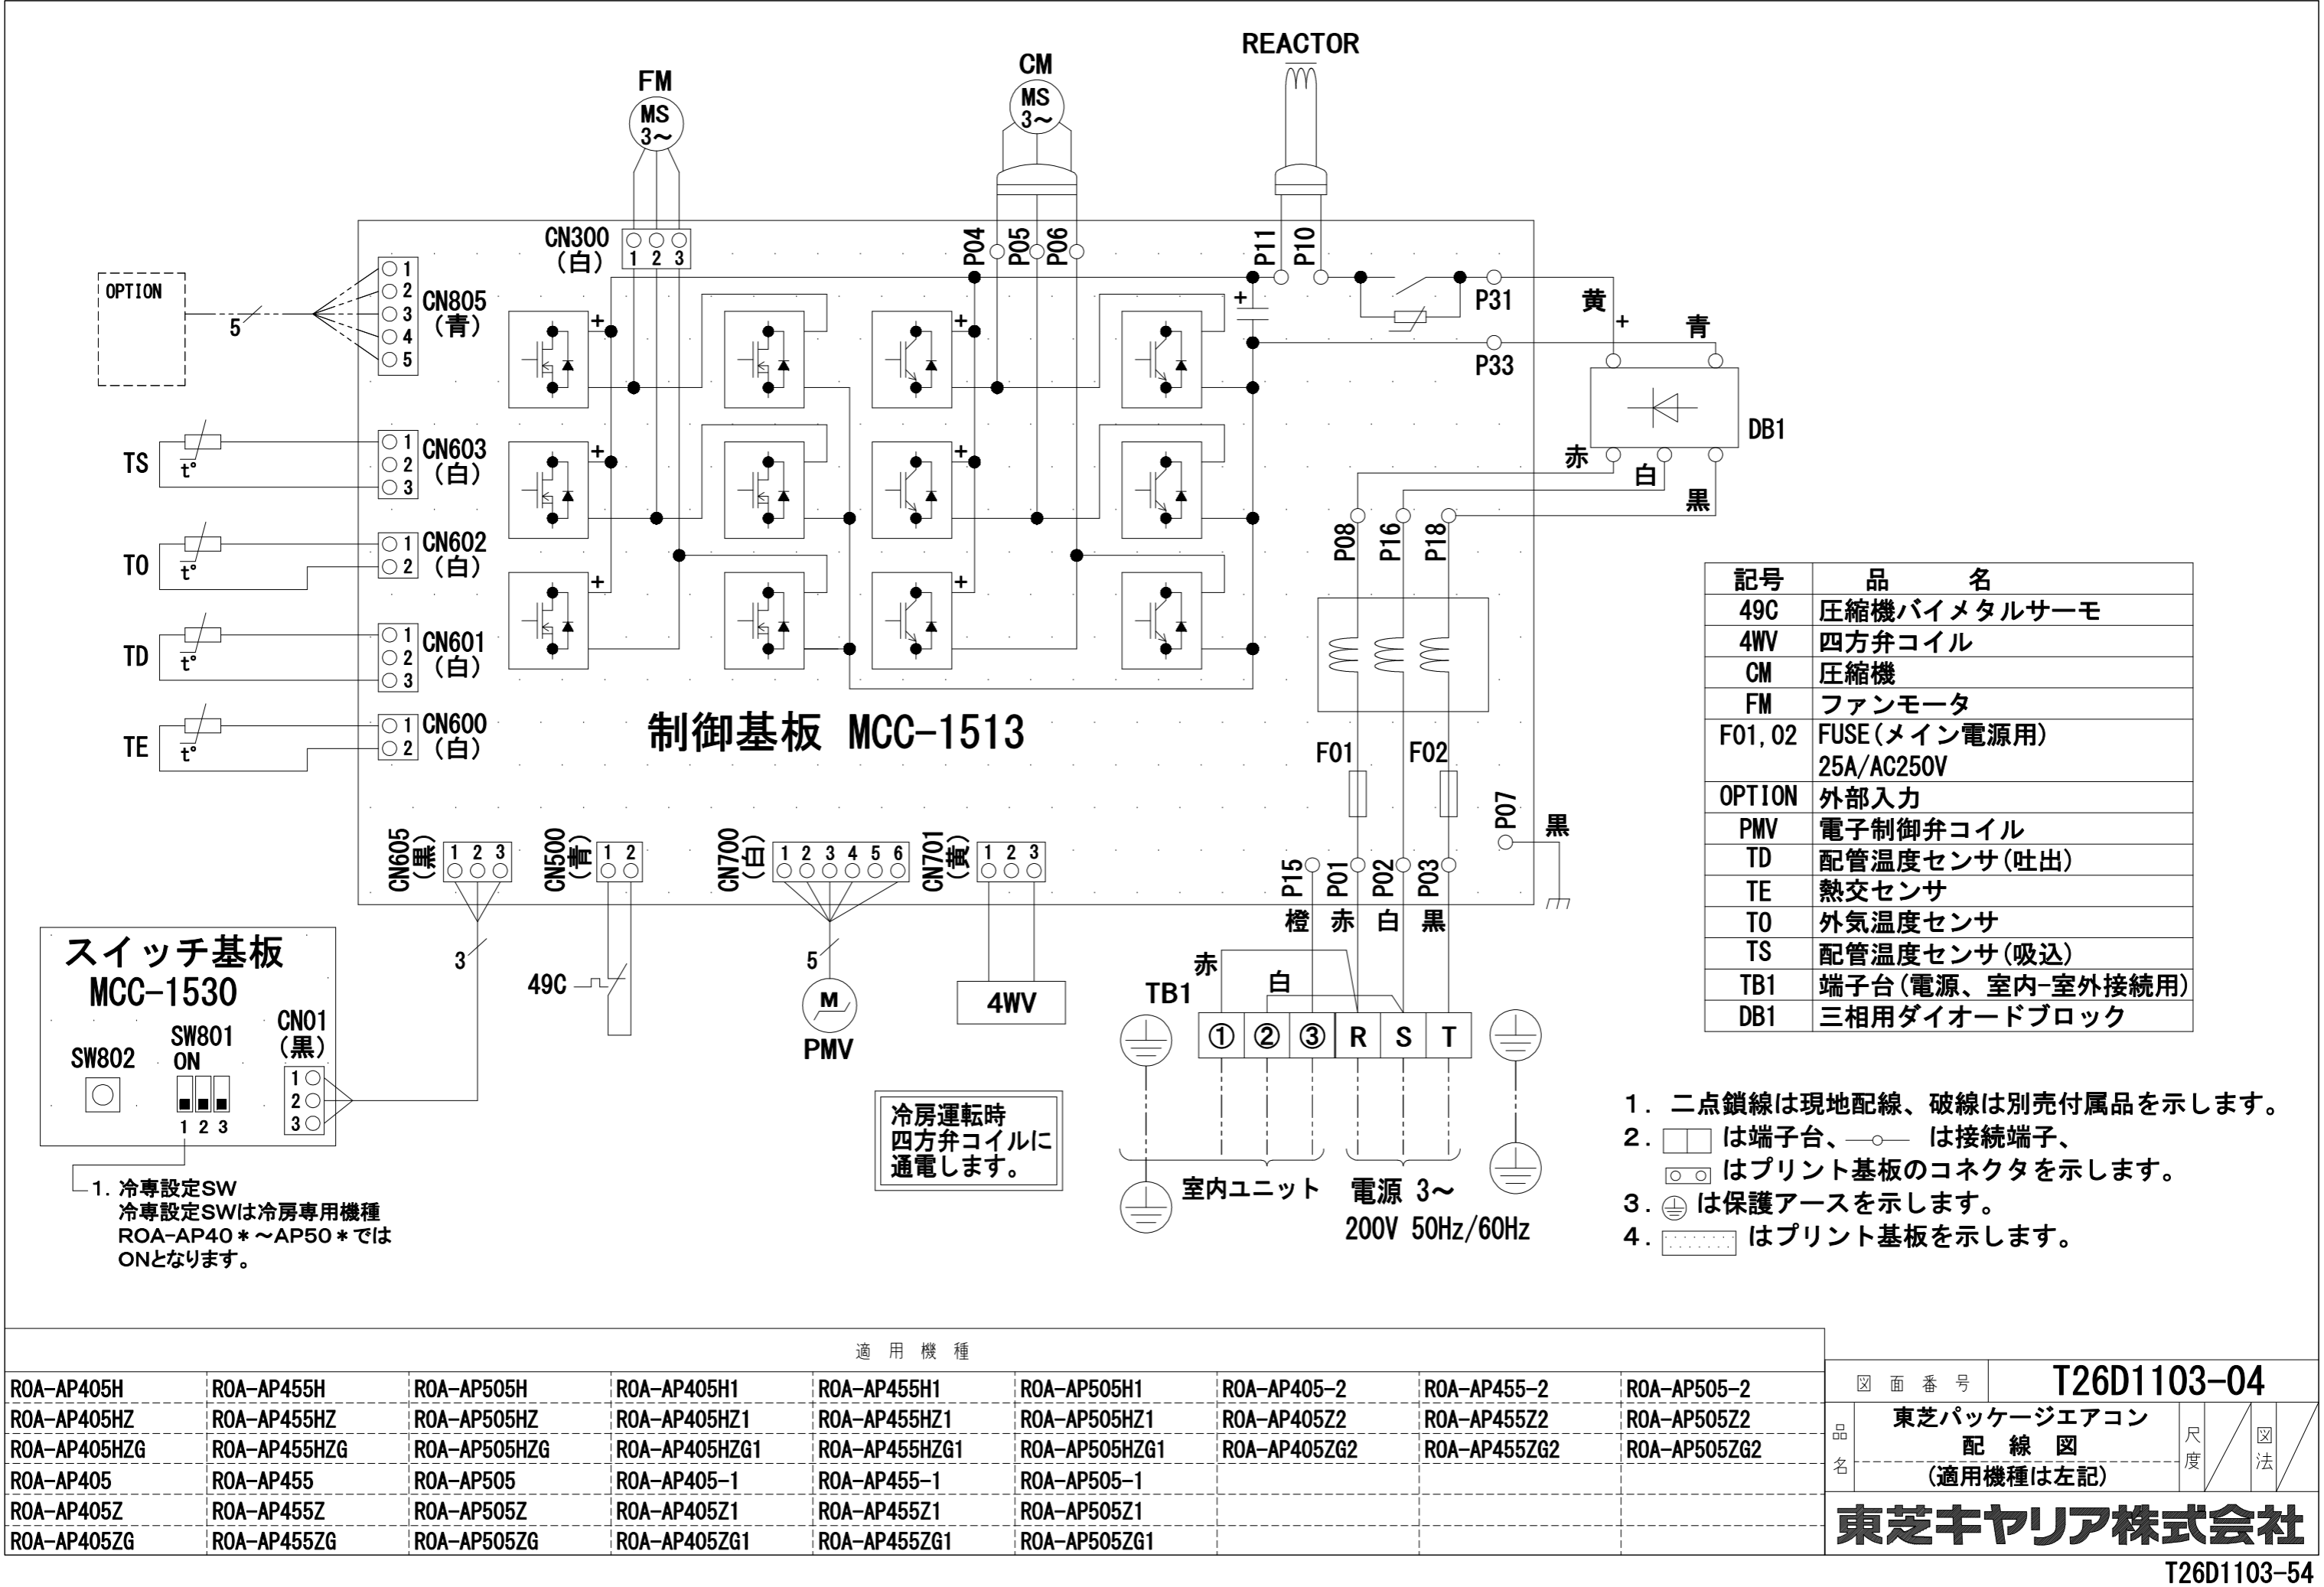 REACTOR
CM
FM
MS
3～
MS
3～
CN300
(白)
1 2 3
P04
P05
P06
P11
P10
OPTION
5
1
2
3
4
5
CN805
(青)
+
+
+
P31
P33
黄
+
青
DB1
赤
白
黒
TS
t°
1
2
3
CN603
(白)
+
+
P08
P16
P18
TO
t°
1
2
CN602
(白)
+
+
TD
t°
1
2
3
CN601
(白)
TE
t°
1
2
CN600
(白)
制御基板 MCC-1513
F01
F02
P07
黒
CN605
(黒)
1 2 3
CN500
(青)
1 2
CN700
(白)
1 2 3 4 5 6
CN701
(黄)
1 2 3
P15
P01
P02
P03
橙 赤 白 黒
3
49C
5
M
PMV
4WV
赤
白
TB1
① ② ③ R S T
室内ユニット
電源 3～
200V 50Hz/60Hz
スイッチ基板
MCC-1530
SW802
SW801
ON
1 2 3
CN01
(黒)
1
2
3
1. 冷専設定SW
冷専設定SWは冷房専用機種
ROA-AP40*～AP50*では
ONとなります。
冷房運転時
四方弁コイルに
通電します。
記号 品 名
49C 圧縮機バイメタルサーモ
4WV 四方弁コイル
CM 圧縮機
FM ファンモータ
F01,02 FUSE(メイン電源用)
25A/AC250V
OPTION 外部入力
PMV 電子制御弁コイル
TD 配管温度センサ(吐出)
TE 熱交センサ
TO 外気温度センサ
TS 配管温度センサ(吸込)
TB1 端子台(電源、室内-室外接続用)
DB1 三相用ダイオードブロック
1. 二点鎖線は現地配線、破線は別売付属品を示します。
2. は端子台、 は接続端子、
はプリント基板のコネクタを示します。
3. は保護アースを示します。
4. はプリント基板を示します。
適用機種
ROA-AP405H ROA-AP455H ROA-AP505H ROA-AP405H1 ROA-AP455H1 ROA-AP505H1 ROA-AP405-2 ROA-AP455-2 ROA-AP505-2
ROA-AP405HZ ROA-AP455HZ ROA-AP505HZ ROA-AP405HZ1 ROA-AP455HZ1 ROA-AP505HZ1 ROA-AP405Z2 ROA-AP455Z2 ROA-AP505Z2
ROA-AP405HZG ROA-AP455HZG ROA-AP505HZG ROA-AP405HZG1 ROA-AP455HZG1 ROA-AP505HZG1 ROA-AP405ZG2 ROA-AP455ZG2 ROA-AP505ZG2
ROA-AP405 ROA-AP455 ROA-AP505 ROA-AP405-1 ROA-AP455-1 ROA-AP505-1
ROA-AP405Z ROA-AP455Z ROA-AP505Z ROA-AP405Z1 ROA-AP455Z1 ROA-AP505Z1
ROA-AP405ZG ROA-AP455ZG ROA-AP505ZG ROA-AP405ZG1 ROA-AP455ZG1 ROA-AP505ZG1
図面番号 T26D1103-04
品名
東芝パッケージエアコン
配線図
(適用機種は左記)
尺度
図法
東芝キヤリア株式会社
T26D1103-54